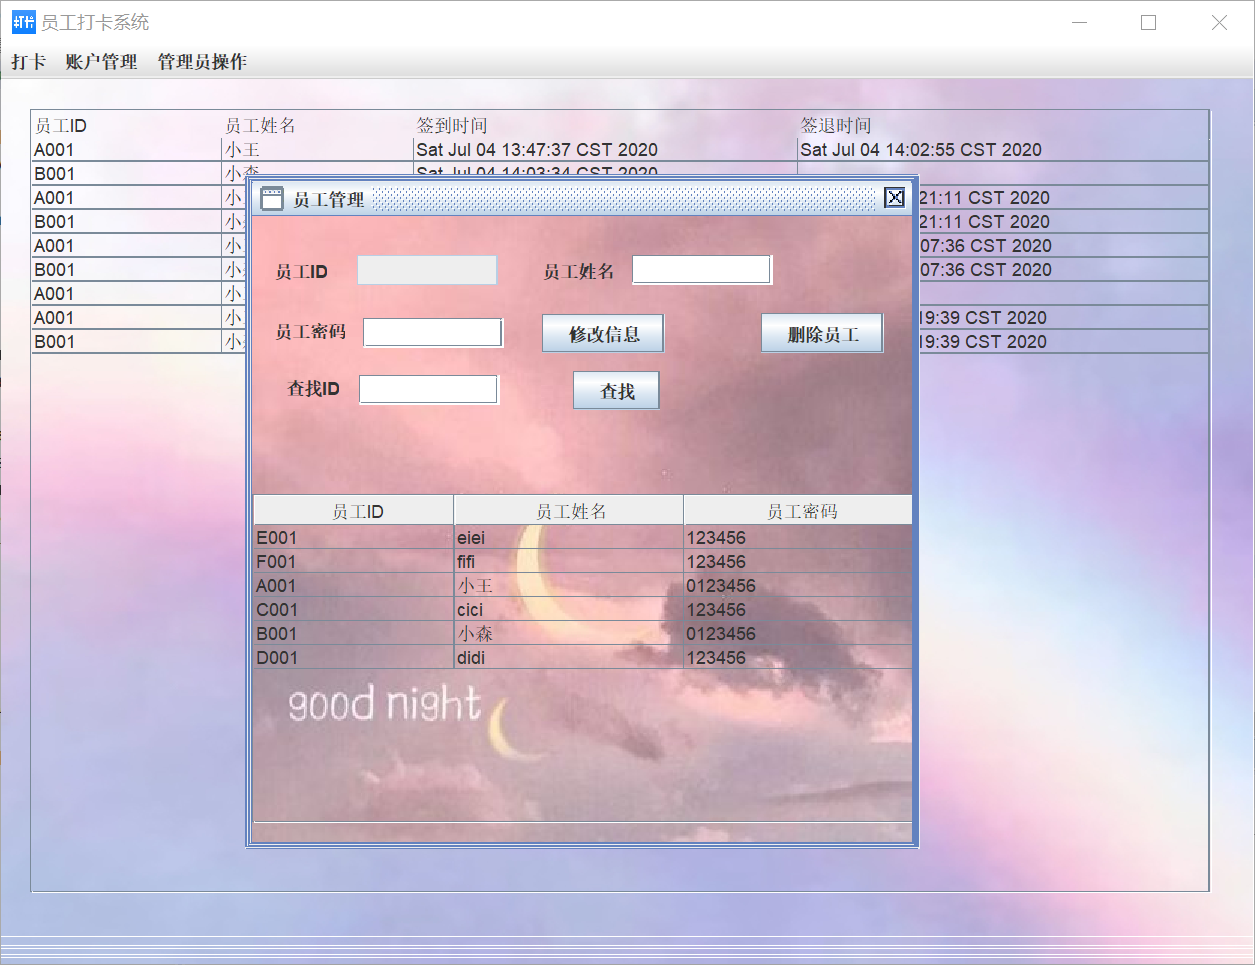 打卡 员工打卡系统
打卡 账户管理 管理员操作
员工ID 员工姓名 签到时间 签退时间
A001 小王 Sat Jul 04 13:47:37 CST 2020 Sat Jul 04 14:02:55 CST 2020
B001 小森 Sat Jul 04 14:03:34 CST 2020
A001 小 21:11 CST 2020
B001 小 21:11 CST 2020
A001 小 07:36 CST 2020
B001 小 07:36 CST 2020
A001 小
A001 小 19:39 CST 2020
B001 小 19:39 CST 2020
员工管理
员工ID 员工姓名
员工密码 修改信息 删除员工
查找ID 查找
员工ID 员工姓名 员工密码
E001 eiei 123456
F001 fifi 123456
A001 小王 0123456
C001 cici 123456
B001 小森 0123456
D001 didi 123456
good night